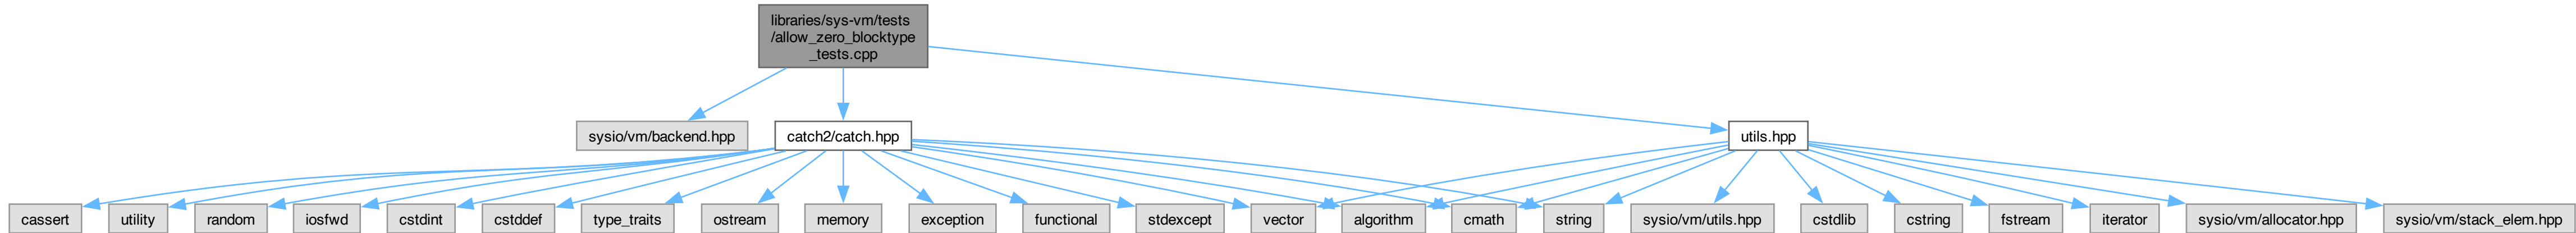 libraries/sys-vm/tests
/allow_zero_blocktype
_tests.cpp
sysio/vm/backend.hpp
catch2/catch.hpp
utils.hpp
cassert
utility
random
iosfwd
cstdint
cstddef
type_traits
ostream
memory
exception
functional
stdexcept
vector
algorithm
cmath
string
sysio/vm/utils.hpp
cstdlib
cstring
fstream
iterator
sysio/vm/allocator.hpp
sysio/vm/stack_elem.hpp